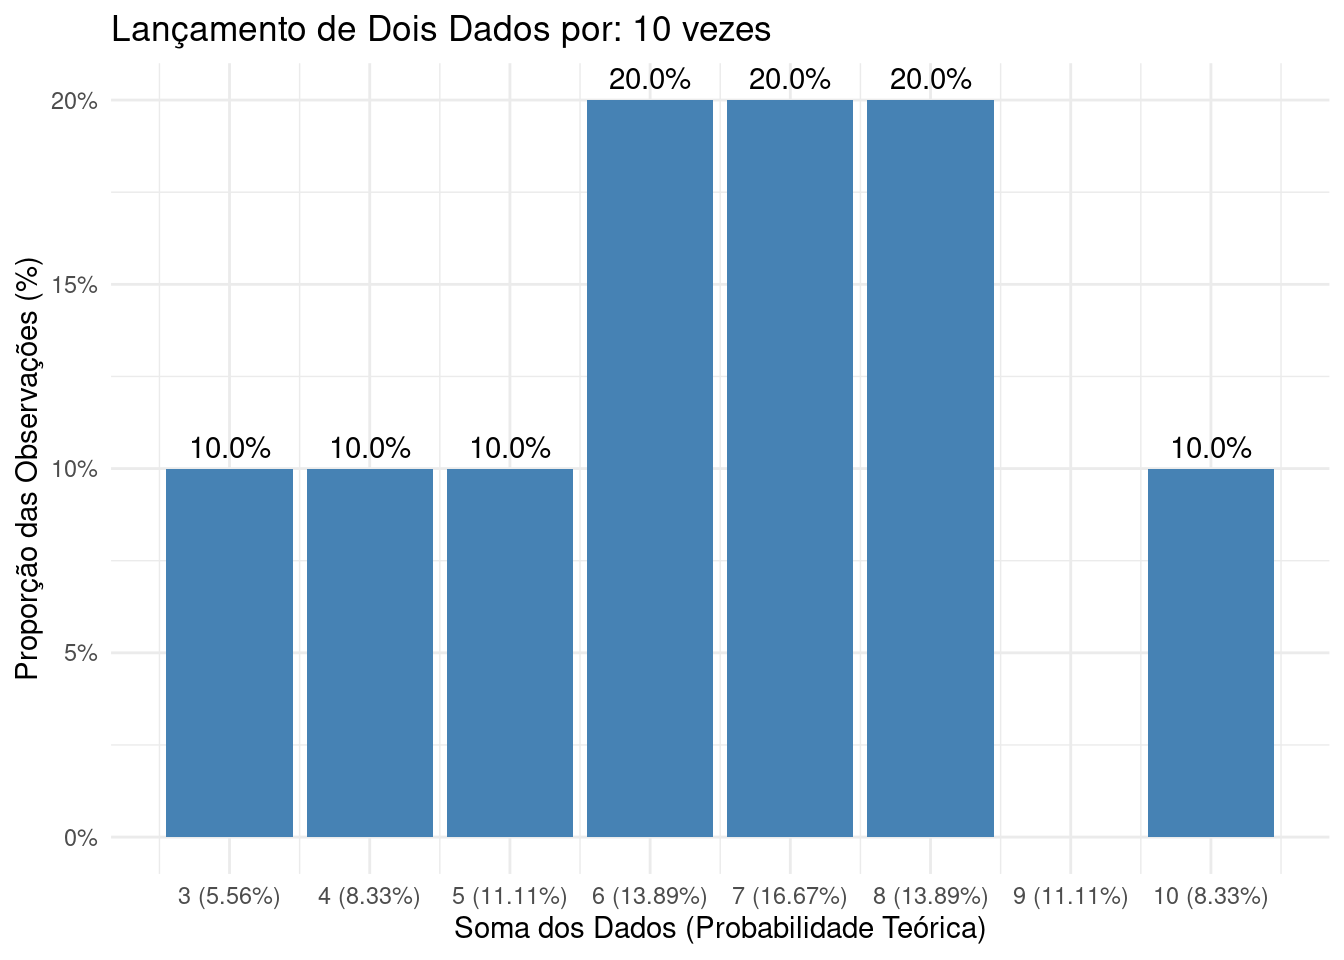 Lançamento de Dois Dados por: 10 vezes
20.0% 20.0% 20.0%
20%
15%
10.0% 10.0% 10.0% 10.0%
10%
5%
0%
Proporção das Observações (%)
3 (5.56%) 4 (8.33%) 5 (11.11%) 6 (13.89%) 7 (16.67%) 8 (13.89%) 9 (11.11%) 10 (8.33%)
Soma dos Dados (Probabilidade Teórica)